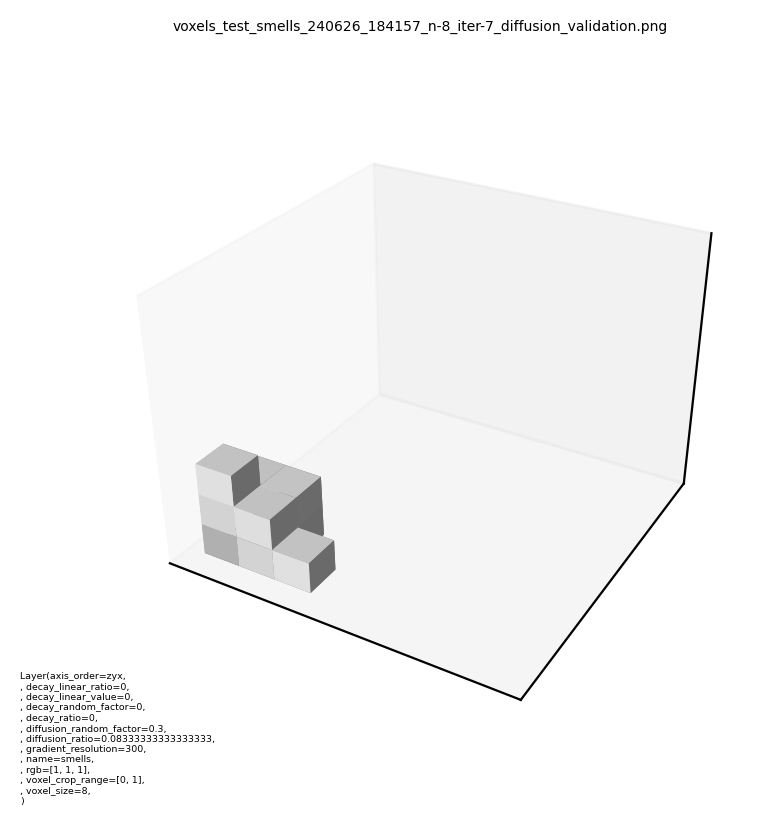 voxels_test_smells_240626_184157_n-8_iter-7_diffusion_validation.png
Layer(axis_order=zyx,
, decay_linear_ratio=0,
, decay_linear_value=0,
, decay_random_factor=0,
, decay_ratio=0,
, diffusion_random_factor=0.3,
, diffusion_ratio=0.08333333333333333,
, gradient_resolution=300,
, name=smells,
, rgb=[1, 1, 1],
, voxel_crop_range=[0, 1],
, voxel_size=8,
)